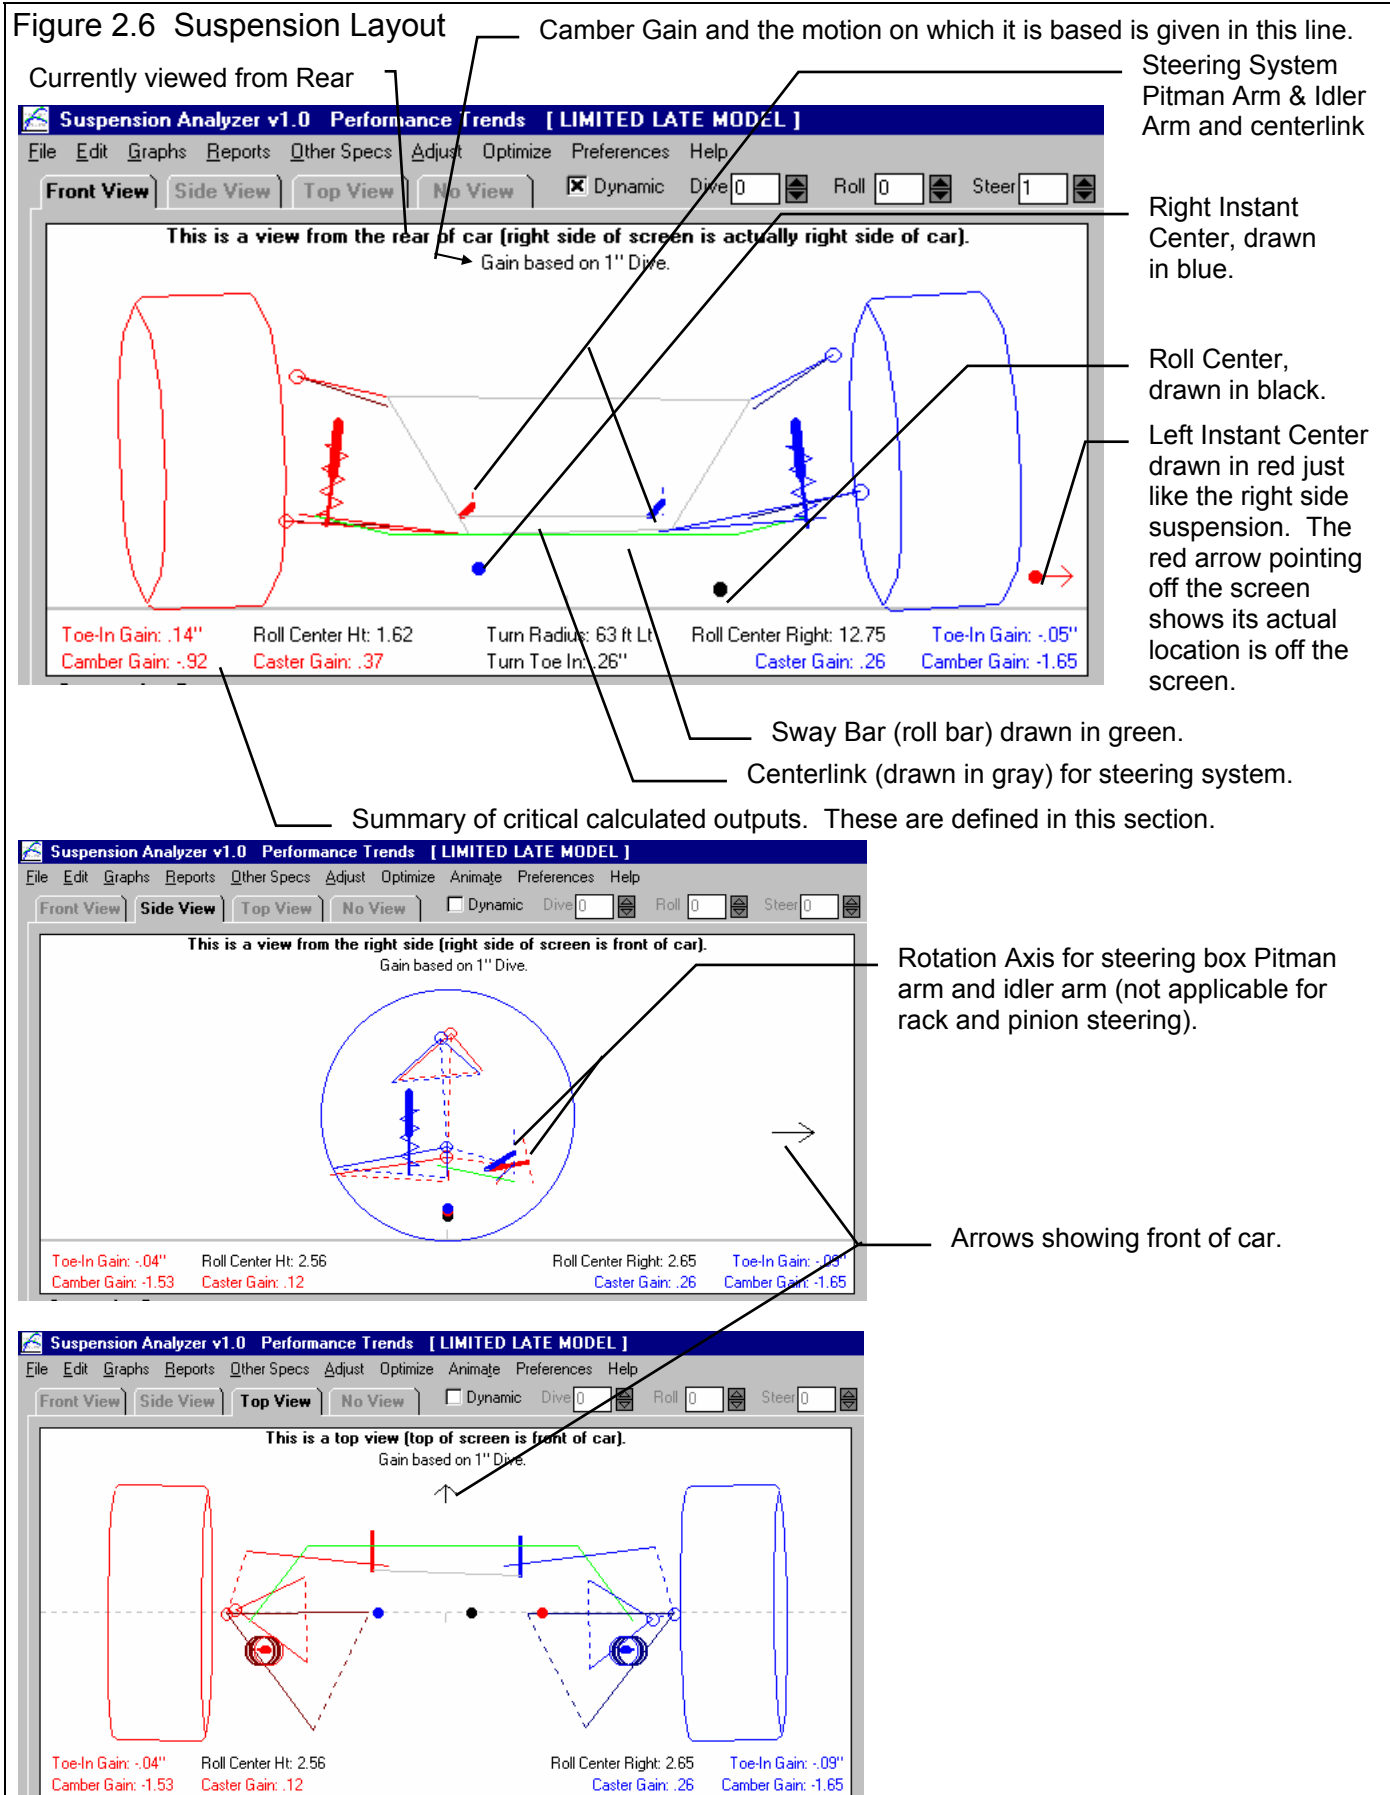 Figure 2.6  Suspension Layout
Camber Gain and the motion on which it is based is given in this line.
Currently viewed from Rear
Steering System
Pitman Arm & Idler
Arm and centerlink
Suspension Analyzer v1.0   Performance Trends   [ LIMITED LATE MODEL ]
File Edit Graphs Reports Other Specs Adjust Optimize Preferences Help
Front View Side View Top View No View Dynamic Dive 0 Roll 0 Steer 1
Right Instant
Center, drawn
in blue.
This is a view from the rear of car (right side of screen is actually right side of car).
Gain based on 1" Dive.
Roll Center,
drawn in black.
Left Instant Center
drawn in red just
like the right side
suspension.  The
red arrow pointing
off the screen
shows its actual
location is off the
screen.
Toe-In Gain: .14" Roll Center Ht: 1.62 Turn Radius: 63 ft Lt Roll Center Right: 12.75 Toe-In Gain: -.05"
Camber Gain: -.92 Caster Gain: .37 Turn Toe In: .26" Caster Gain: .26 Camber Gain: -1.65
Sway Bar (roll bar) drawn in green.
Centerlink (drawn in gray) for steering system.
Summary of critical calculated outputs.  These are defined in this section.
Suspension Analyzer v1.0   Performance Trends   [ LIMITED LATE MODEL ]
File Edit Graphs Reports Other Specs Adjust Optimize Animate Preferences Help
Front View Side View Top View No View Dynamic Dive 0 Roll 0 Steer 0
This is a view from the right side (right side of screen is front of car).
Gain based on 1" Dive.
Rotation Axis for steering box Pitman
arm and idler arm (not applicable for
rack and pinion steering).
Arrows showing front of car.
Toe-In Gain: -.04" Roll Center Ht: 2.56 Roll Center Right: 2.65 Toe-In Gain: -.09"
Camber Gain: -1.53 Caster Gain: .12 Caster Gain: .26 Camber Gain: -1.65
Suspension Analyzer v1.0   Performance Trends   [ LIMITED LATE MODEL ]
File Edit Graphs Reports Other Specs Adjust Optimize Animate Preferences Help
Front View Side View Top View No View Dynamic Dive 0 Roll 0 Steer 0
This is a top view (top of screen is front of car).
Gain based on 1" Dive.
Toe-In Gain: -.04" Roll Center Ht: 2.56 Roll Center Right: 2.65 Toe-In Gain: -.09"
Camber Gain: -1.53 Caster Gain: .12 Caster Gain: .26 Camber Gain: -1.65